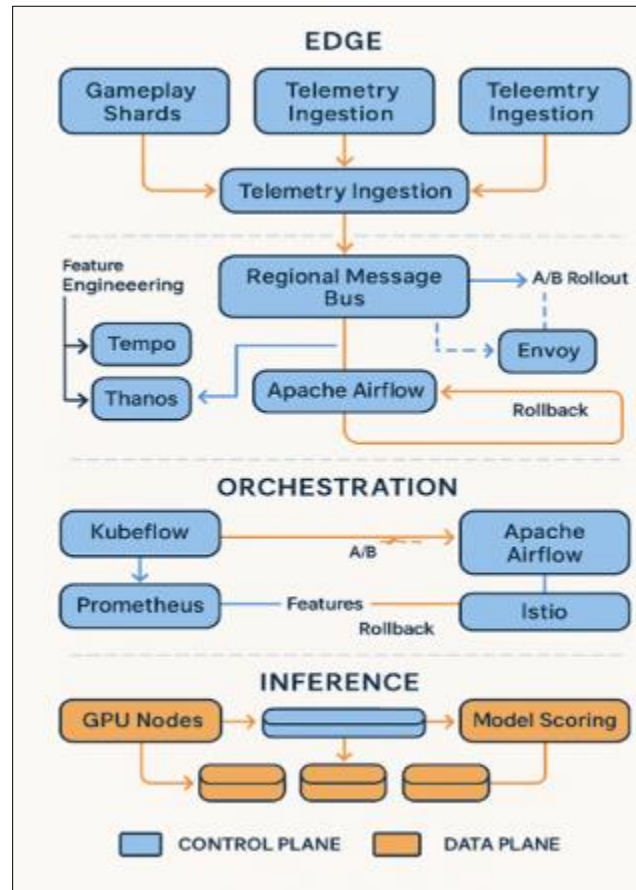 EDGE
Gameplay
Shards
Telemetry
Ingestion
Teleemtry
Ingestion
Telemetry Ingestion
Feature
Engineeering
Regional Message
Bus
A/B Rollout
Tempo
Envoy
Thanos
Apache Airflow
Rollback
ORCHESTRATION
Kubeflow
A/B
Apache
Airflow
Prometheus
Features
Istio
Rollback
INFERENCE
GPU Nodes
Model Scoring
CONTROL PLANE
DATA PLANE